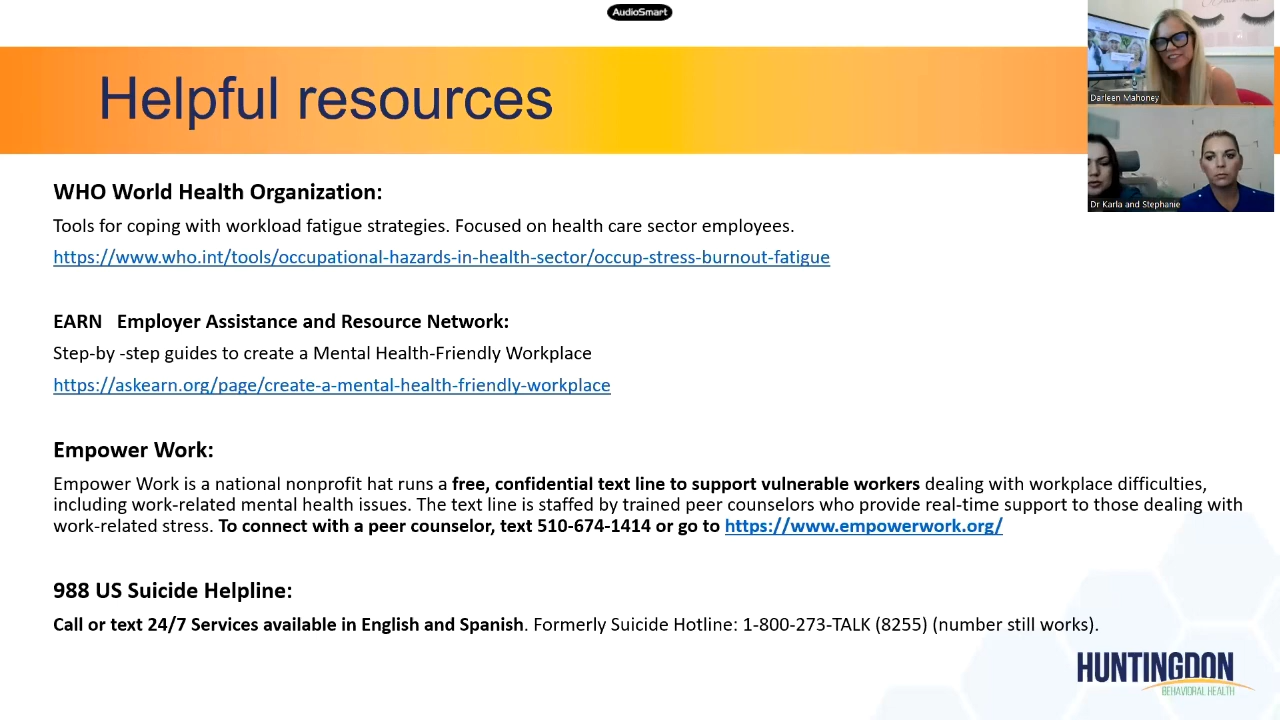 AudioSmart
Helpful resources
Darleen Mahoney
Dr Karla and Stephanie
WHO World Health Organization:
Tools for coping with workload fatigue strategies. Focused on health care sector employees.
https://www.who.int/tools/occupational-hazards-in-health-sector/occup-stress-burnout-fatigue
EARN   Employer Assistance and Resource Network:
Step-by -step guides to create a Mental Health-Friendly Workplace
https://askearn.org/page/create-a-mental-health-friendly-workplace
Empower Work:
Empower Work is a national nonprofit hat runs a free, confidential text line to support vulnerable workers dealing with workplace difficulties,
including work-related mental health issues. The text line is staffed by trained peer counselors who provide real-time support to those dealing with
work-related stress. To connect with a peer counselor, text 510-674-1414 or go to https://www.empowerwork.org/
988 US Suicide Helpline:
Call or text 24/7 Services available in English and Spanish. Formerly Suicide Hotline: 1-800-273-TALK (8255) (number still works).
HUNTINGDON
BEHAVIORAL HEALTH